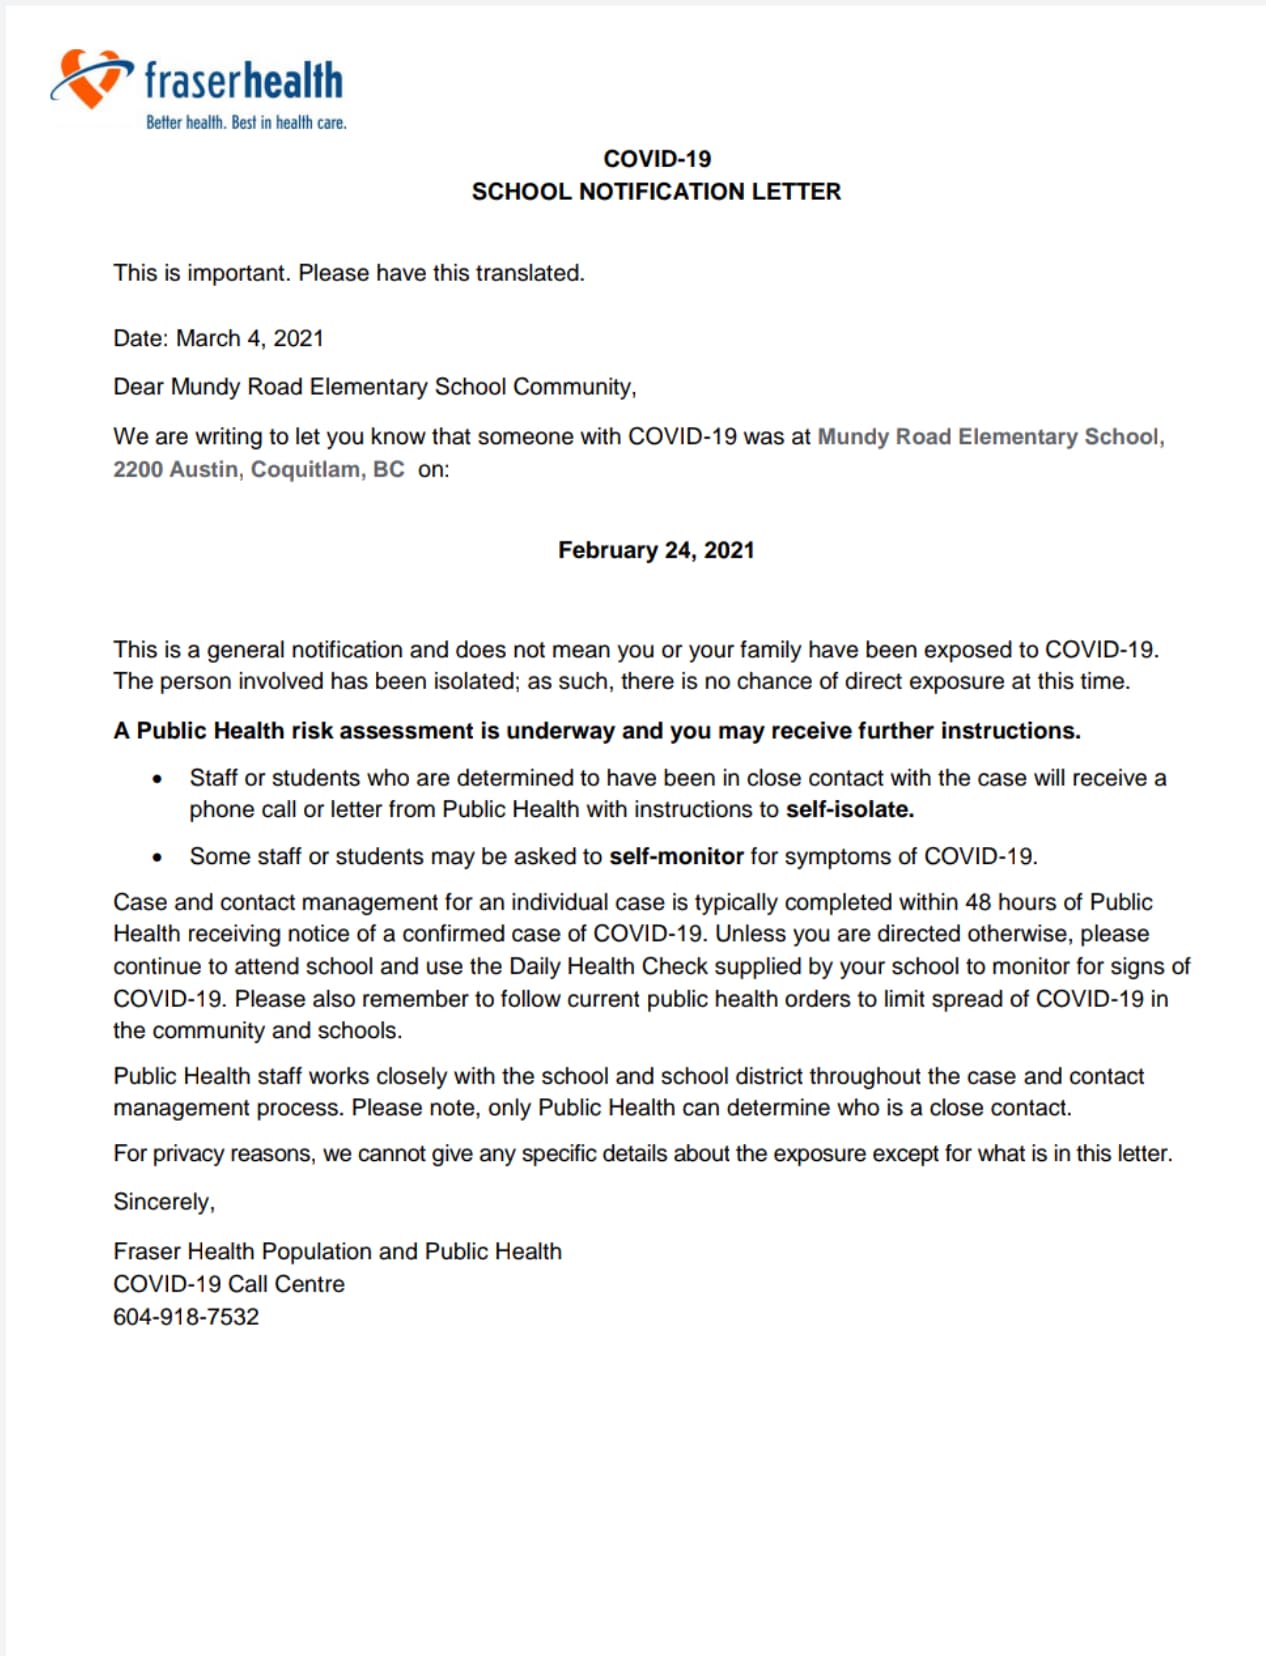 fraserhealth
Better health. Best in health care.
COVID-19
SCHOOL NOTIFICATION LETTER
This is important. Please have this translated.
Date: March 4, 2021
Dear Mundy Road Elementary School Community,
We are writing to let you know that someone with COVID-19 was at Mundy Road Elementary School,
2200 Austin, Coquitlam, BC on:
February 24, 2021
This is a general notification and does not mean you or your family have been exposed to COVID-19.
The person involved has been isolated; as such, there is no chance of direct exposure at this time.
A Public Health risk assessment is underway and you may receive further instructions.
• Staff or students who are determined to have been in close contact with the case will receive a
phone call or letter from Public Health with instructions to self-isolate.
• Some staff or students may be asked to self-monitor for symptoms of COVID-19.
Case and contact management for an individual case is typically completed within 48 hours of Public
Health receiving notice of a confirmed case of COVID-19. Unless you are directed otherwise, please
continue to attend school and use the Daily Health Check supplied by your school to monitor for signs of
COVID-19. Please also remember to follow current public health orders to limit spread of COVID-19 in
the community and schools.
Public Health staff works closely with the school and school district throughout the case and contact
management process. Please note, only Public Health can determine who is a close contact.
For privacy reasons, we cannot give any specific details about the exposure except for what is in this letter.
Sincerely,
Fraser Health Population and Public Health
COVID-19 Call Centre
604-918-7532